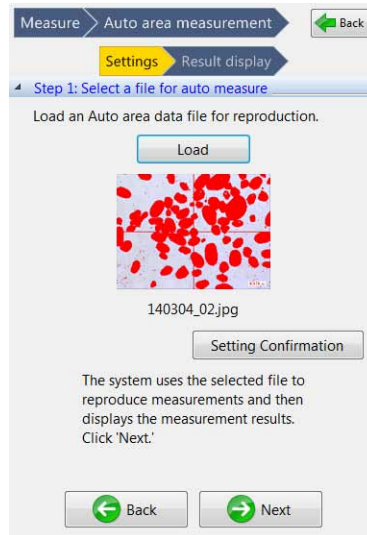 Measure Auto area measurement Back
Settings Result display
Step 1: Select a file for auto measure
Load an Auto area data file for reproduction.
Load
140304_02.jpg
Setting Confirmation
The system uses the selected file to
reproduce measurements and then
displays the measurement results.
Click 'Next.'
Back Next